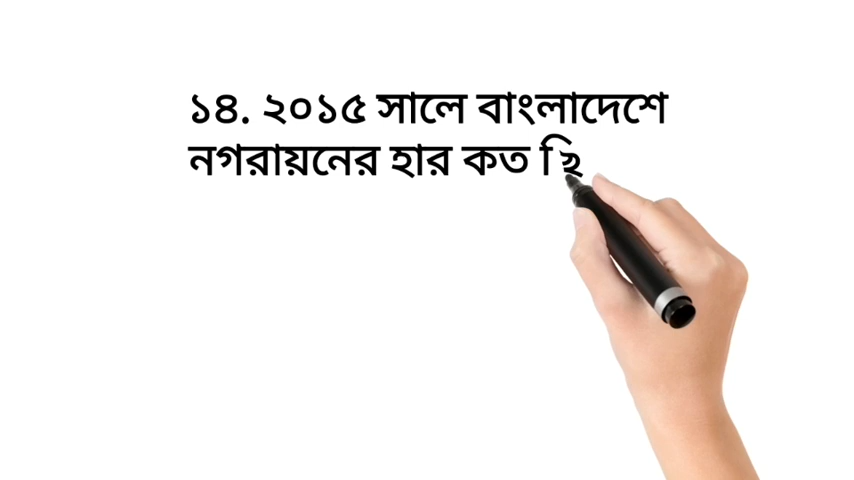 ১৪. ২০১৫ সালে বাংলাদেশে
নগরায়নের হার কত ছি